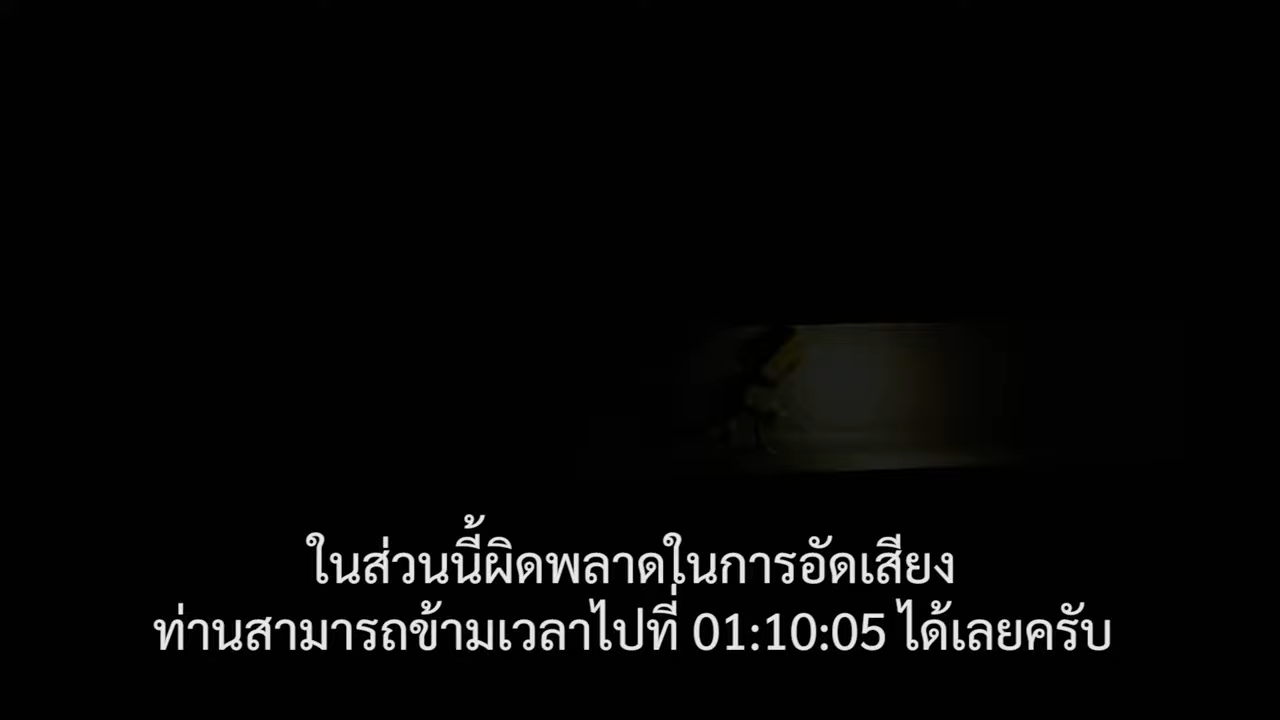 ในส่วนนี้ผิดพลาดในการอัดเสียง
ท่านสามารถข้ามเวลาไปที่ 01:10:05 ได้เลยครับ